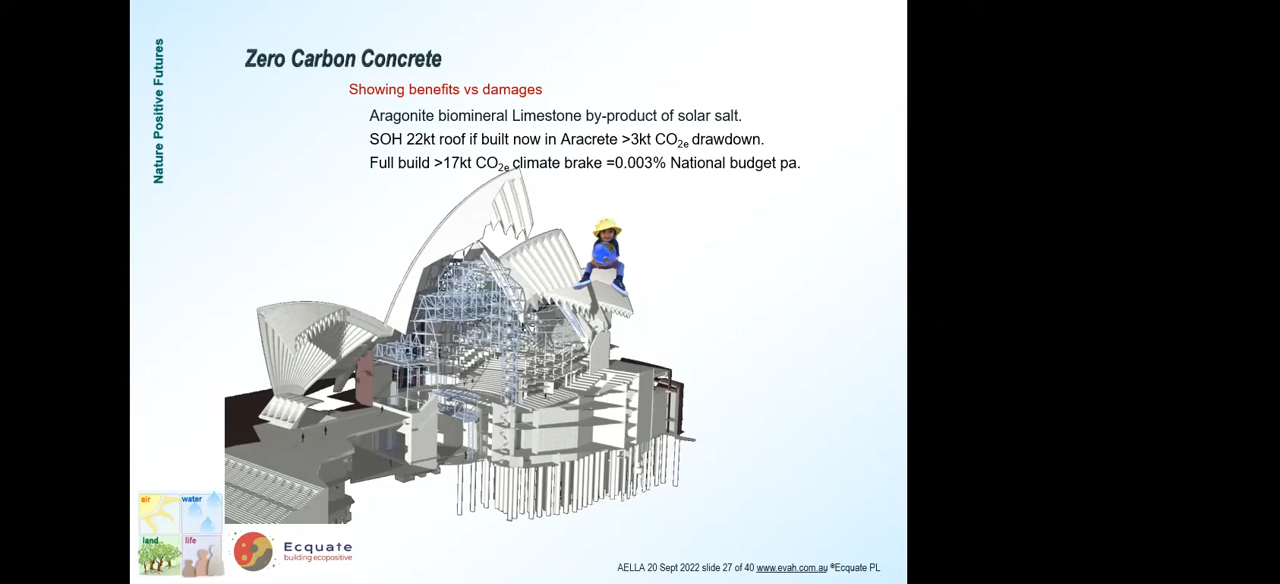 Nature Positive Futures
Zero Carbon Concrete
Showing benefits vs damages
Aragonite biomineral Limestone by-product of solar salt.
SOH 22kt roof if built now in Aracrete >3kt CO2e drawdown.
Full build >17kt CO2e climate brake =0.003% National budget pa.
air water
land life
Ecquate
building ecopositive
AELLA 20 Sept 2022 slide 27 of 40 www.evah.com.au ®Ecquate PL